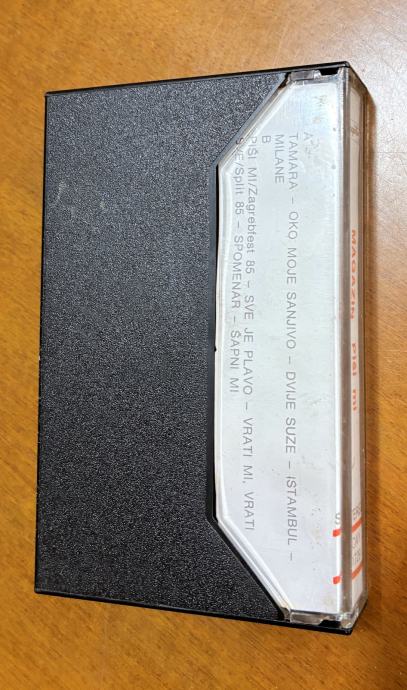 MAGAZIN Piši mi
A
TAMARA – OKO MOJE SANJIVO – DVIJE SUZE – ISTAMBUL –
MILANE
B
PIŠI MI/Zagrebfest 85 – SVE JE PLAVO – VRATI MI, VRATI
SVE/Split 85 – SPOMENAR – ŠAPNI MI